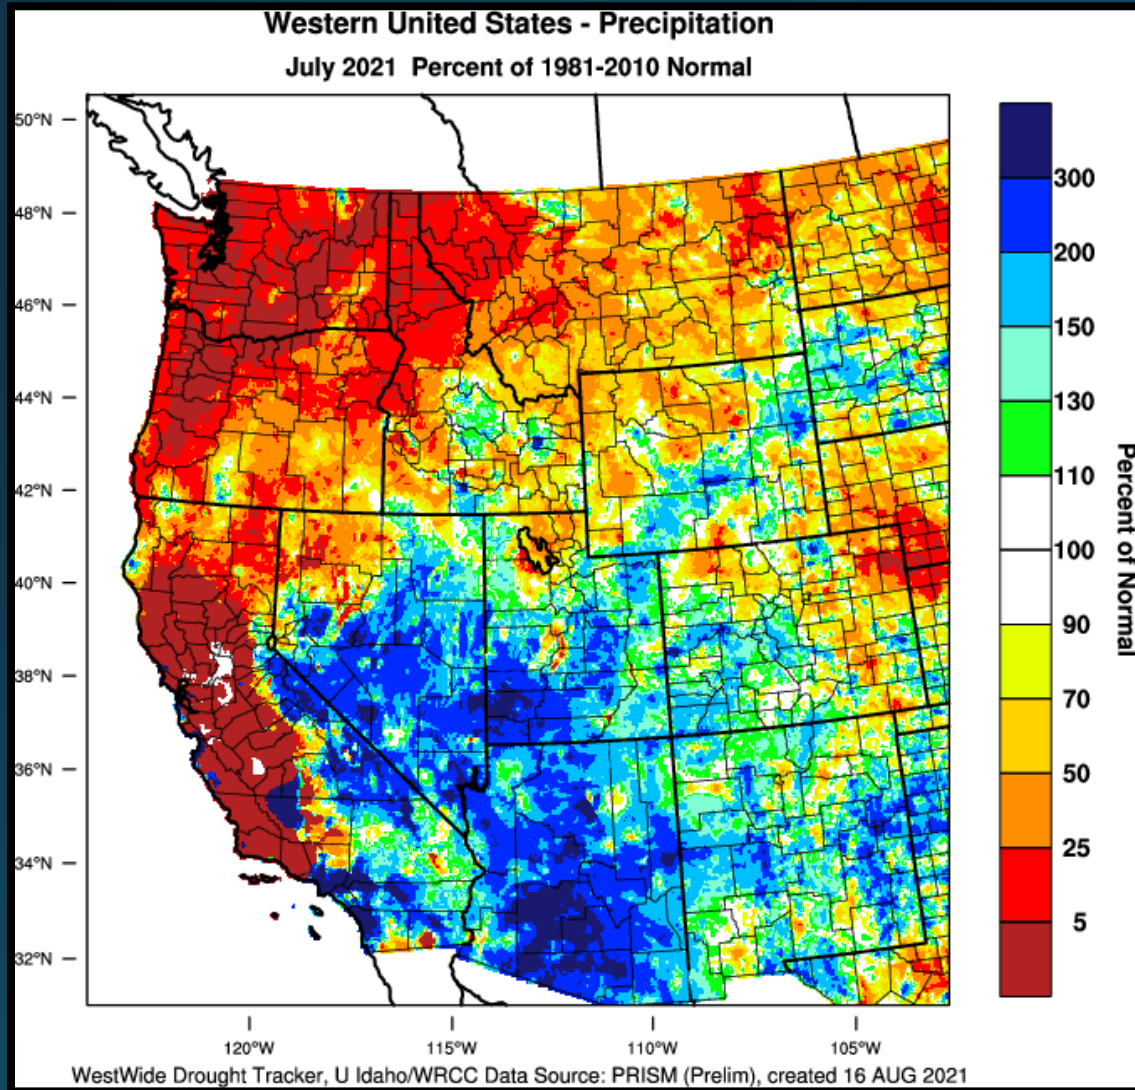 Western United States - Precipitation
July 2021 Percent of 1981-2010 Normal
50°N
48°N
46°N
44°N
42°N
40°N
38°N
36°N
34°N
32°N
120°W
115°W
110°W
105°W
300
200
150
130
110
100
90
70
50
25
5
Percent of Normal
WestWide Drought Tracker, U Idaho/WRCC Data Source: PRISM (Prelim), created 16 AUG 2021